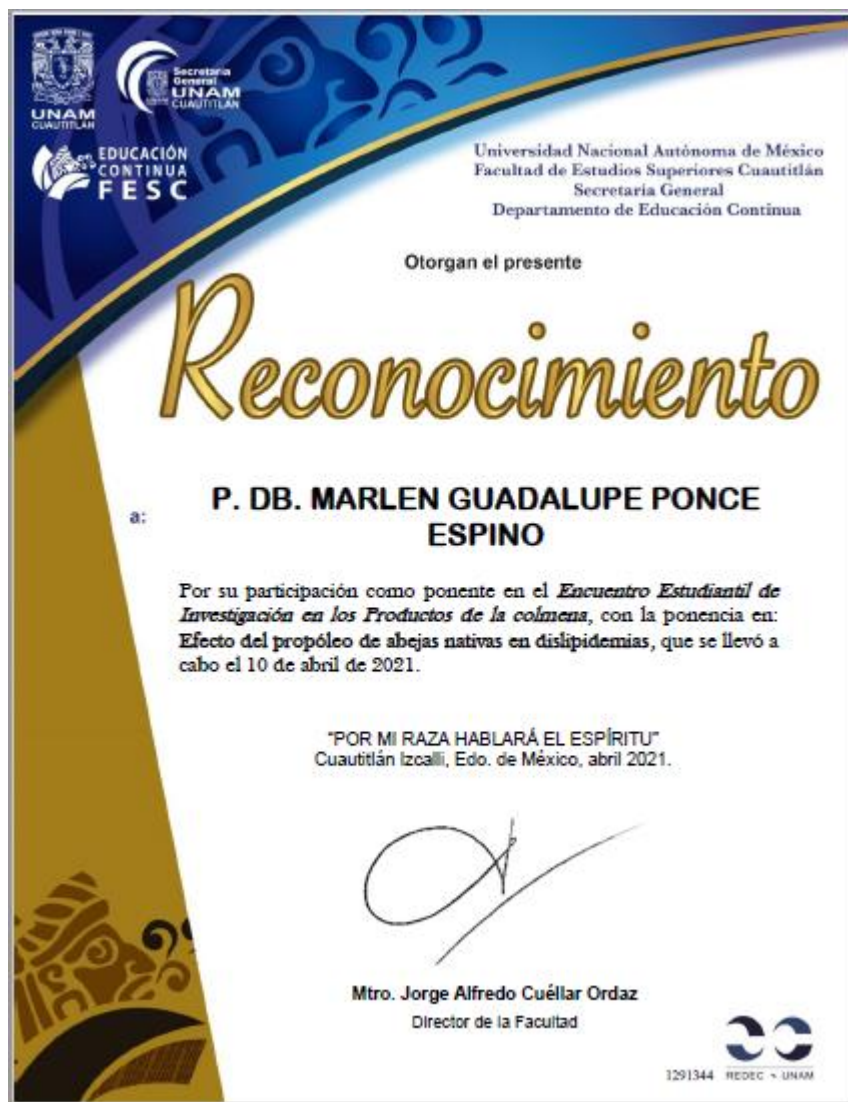 UNAM
CUAUTITLÁN
Secretaría
General
UNAM
CUAUTITLÁN
EDUCACIÓN
CONTINUA
FESC
Universidad Nacional Autónoma de México
Facultad de Estudios Superiores Cuautitlán
Secretaría General
Departamento de Educación Continua
Otorgan el presente
Reconocimiento
a:
P. DB. MARLEN GUADALUPE PONCE
ESPINO
Por su participación como ponente en el Encuentro Estudiantil de
Investigación en los Productos de la colmena, con la ponencia en:
Efecto del propóleo de abejas nativas en dislipidemias, que se llevó a
cabo el 10 de abril de 2021.
"POR MI RAZA HABLARÁ EL ESPÍRITU"
Cuautitlán Izcalli, Edo. de México, abril 2021.
Mtro. Jorge Alfredo Cuéllar Ordaz
Director de la Facultad
1291344
REDEC - UNAM